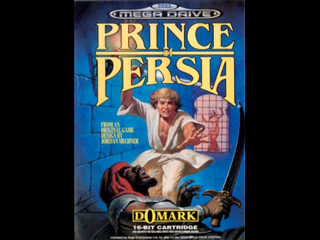 SEGA
MEGA DRIVE
PRINCE
OF
PERSIA
FROM AN
ORIGINAL GAME
DESIGN BY
JORDAN MECHNER
DOMARK
16-BIT CARTRIDGE